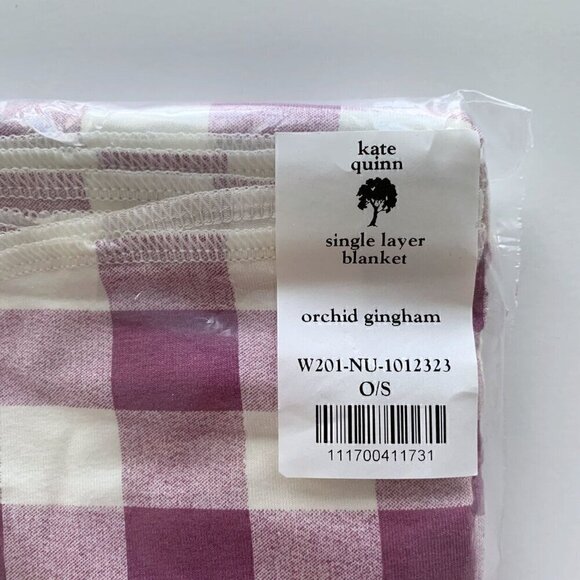 kate
quinn
single layer
blanket
orchid gingham
W201-NU-1012323
O/S
111700411731